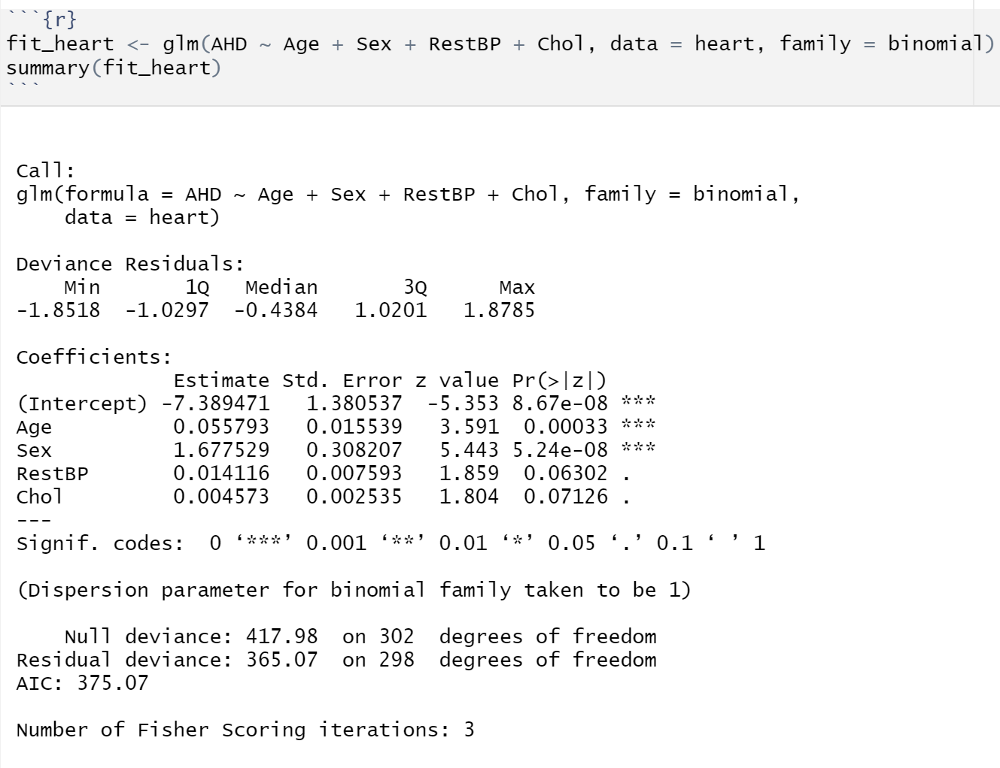 ```{r}
fit_heart <- glm(AHD ~ Age + Sex + RestBP + Chol, data = heart, family = binomial)
summary(fit_heart)
```
Call:
glm(formula = AHD ~ Age + Sex + RestBP + Chol, family = binomial,
    data = heart)
Deviance Residuals:
    Min       1Q   Median       3Q      Max
-1.8518  -1.0297  -0.4384   1.0201   1.8785
Coefficients:
             Estimate Std. Error z value Pr(>|z|)
(Intercept) -7.389471   1.380537  -5.353 8.67e-08 ***
Age          0.055793   0.015539   3.591  0.00033 ***
Sex          1.677529   0.308207   5.443 5.24e-08 ***
RestBP       0.014116   0.007593   1.859  0.06302 .
Chol         0.004573   0.002535   1.804  0.07126 .
---
Signif. codes:  0 ‘***’ 0.001 ‘**’ 0.01 ‘*’ 0.05 ‘.’ 0.1 ‘ ’ 1
(Dispersion parameter for binomial family taken to be 1)
    Null deviance: 417.98  on 302  degrees of freedom
Residual deviance: 365.07  on 298  degrees of freedom
AIC: 375.07
Number of Fisher Scoring iterations: 3